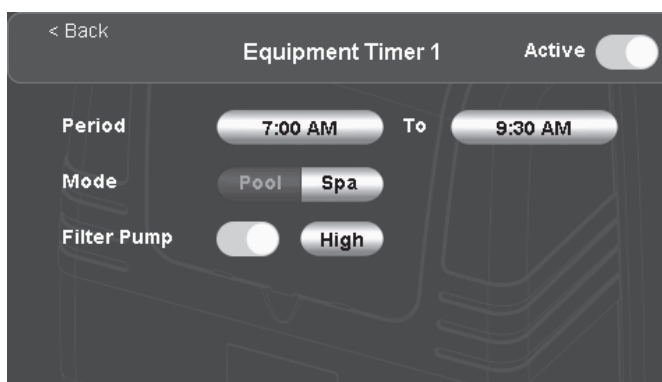 < Back
Equipment Timer 1 Active
Period 7:00 AM To 9:30 AM
Mode Pool Spa
Filter Pump High